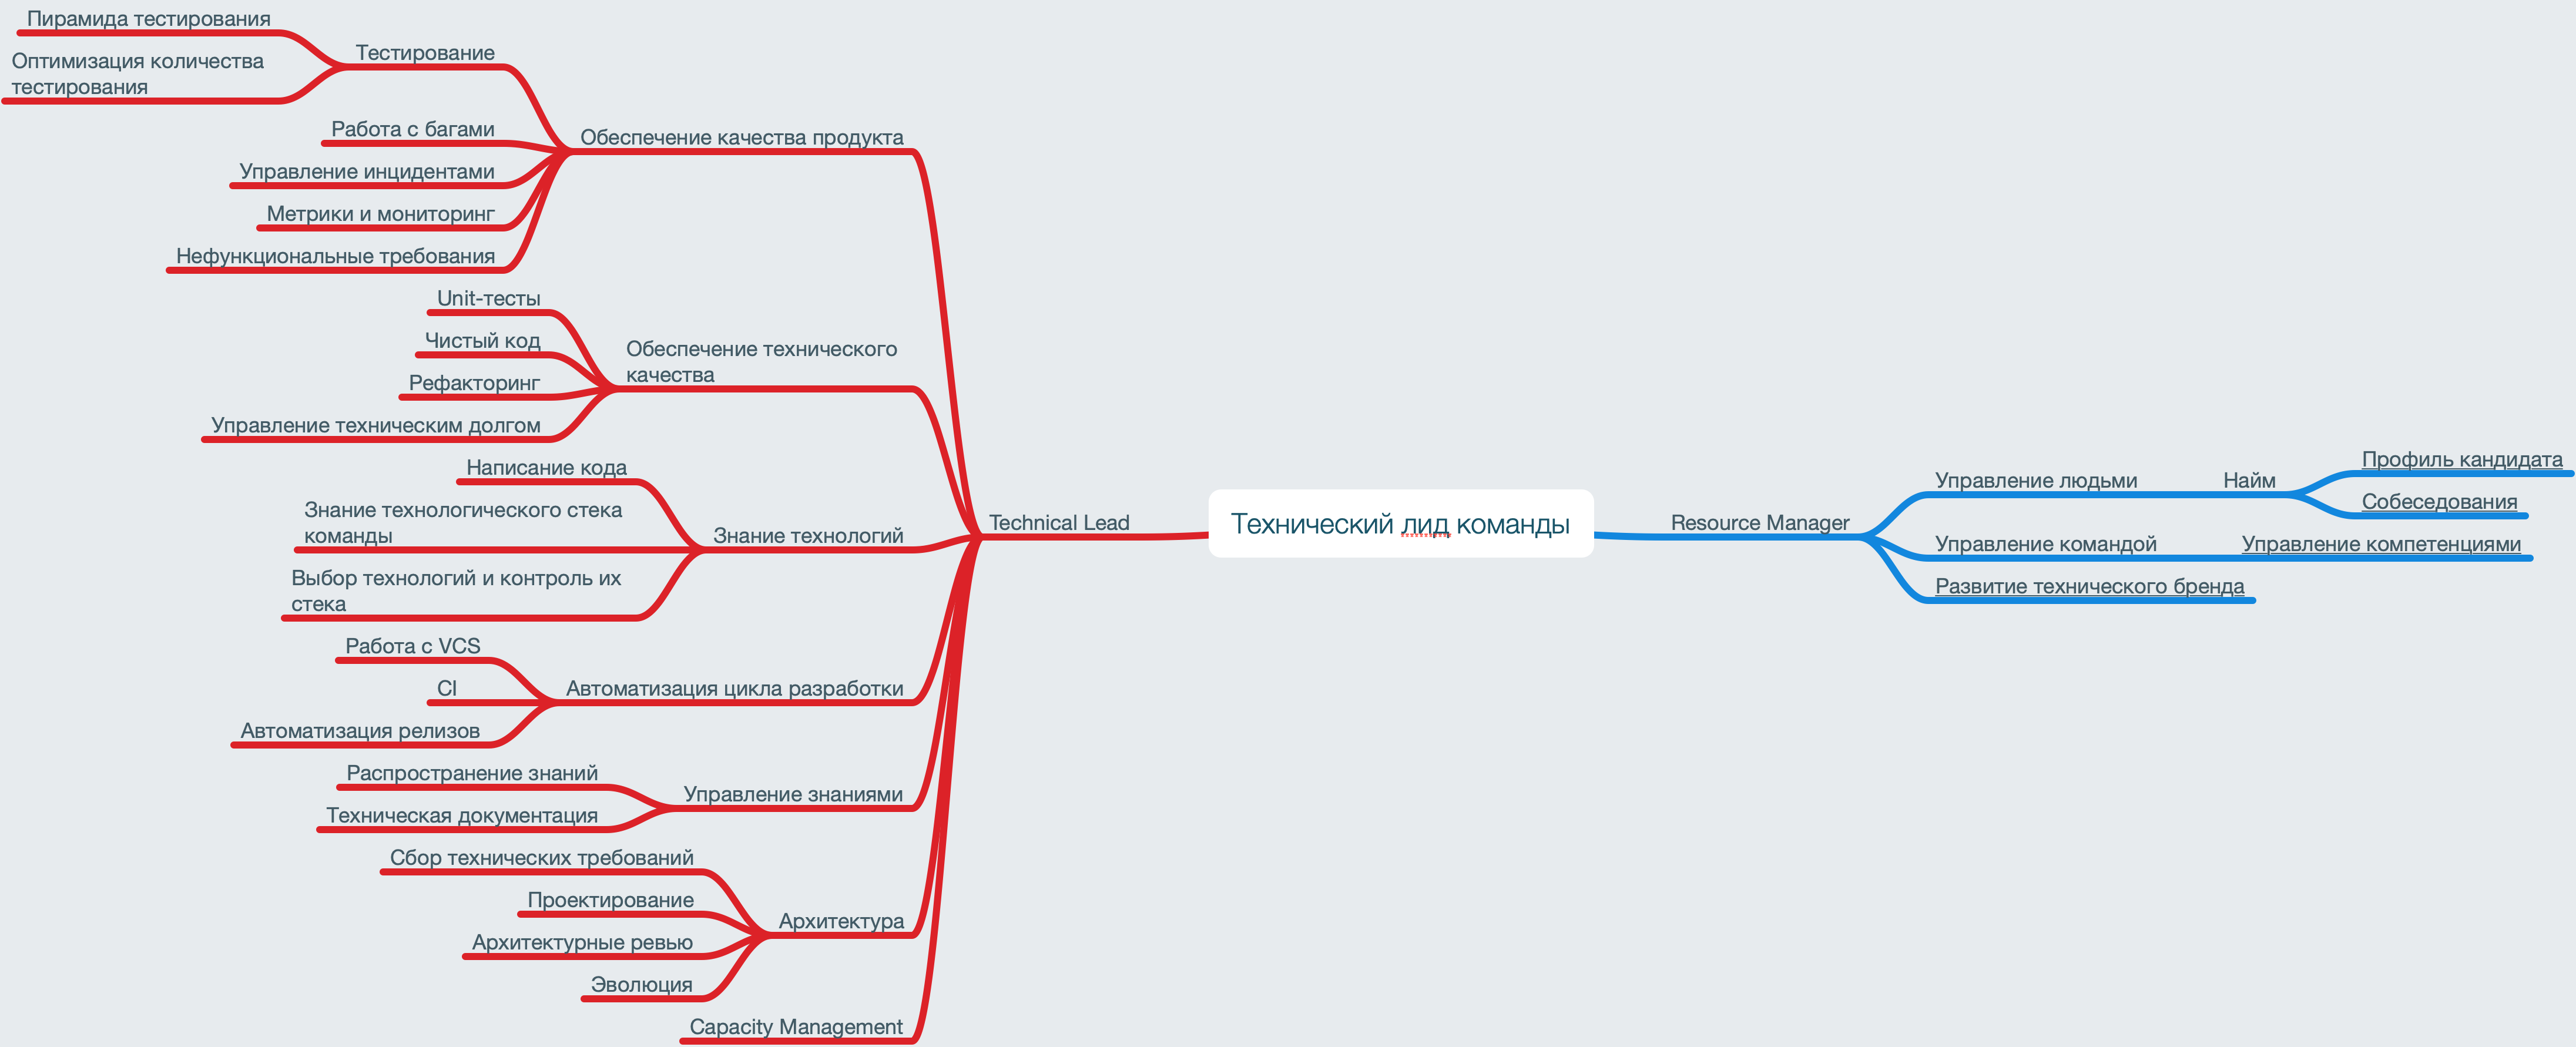 Пирамида тестирования
Оптимизация количества
тестирования
Тестирование
Работа с багами
Управление инцидентами
Метрики и мониторинг
Нефункциональные требования
Обеспечение качества продукта
Unit-тесты
Чистый код
Рефакторинг
Управление техническим долгом
Обеспечение технического
качества
Написание кода
Знание технологического стека
команды
Выбор технологий и контроль их
стека
Знание технологий
Работа с VCS
CI
Автоматизация релизов
Автоматизация цикла разработки
Распространение знаний
Техническая документация
Управление знаниями
Сбор технических требований
Проектирование
Архитектурные ревью
Эволюция
Архитектура
Capacity Management
Technical Lead
Технический лид команды
Resource Manager
Управление людьми
Найм
Профиль кандидата
Собеседования
Управление командой
Управление компетенциями
Развитие технического бренда